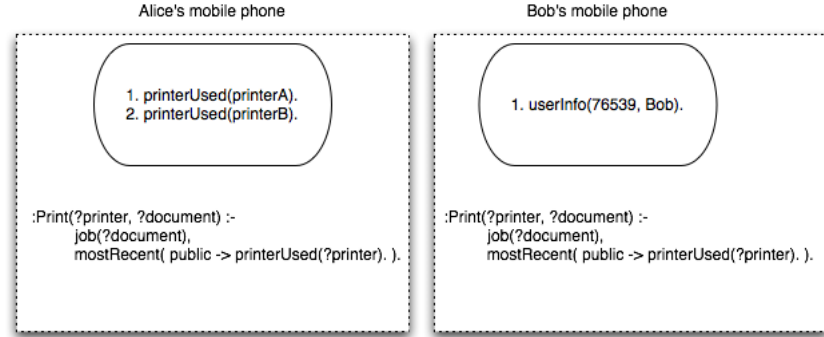 Alice's mobile phone
1. printerUsed(printerA).
2. printerUsed(printerB).
:Print(?printer, ?document) :-
job(?document),
mostRecent( public -> printerUsed(?printer). ).
Bob's mobile phone
1. userInfo(76539, Bob).
:Print(?printer, ?document) :-
job(?document),
mostRecent( public -> printerUsed(?printer). ).